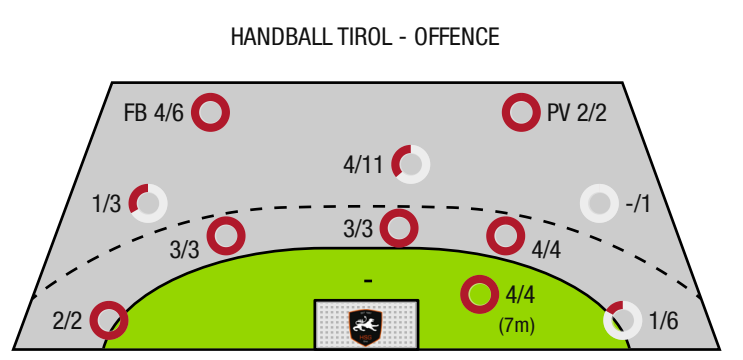 HANDBALL TIROL - OFFENCE
FB 4/6
PV 2/2
4/11
1/3
-/1
3/3
3/3
4/4
-
4/4
(7m)
2/2
1/6